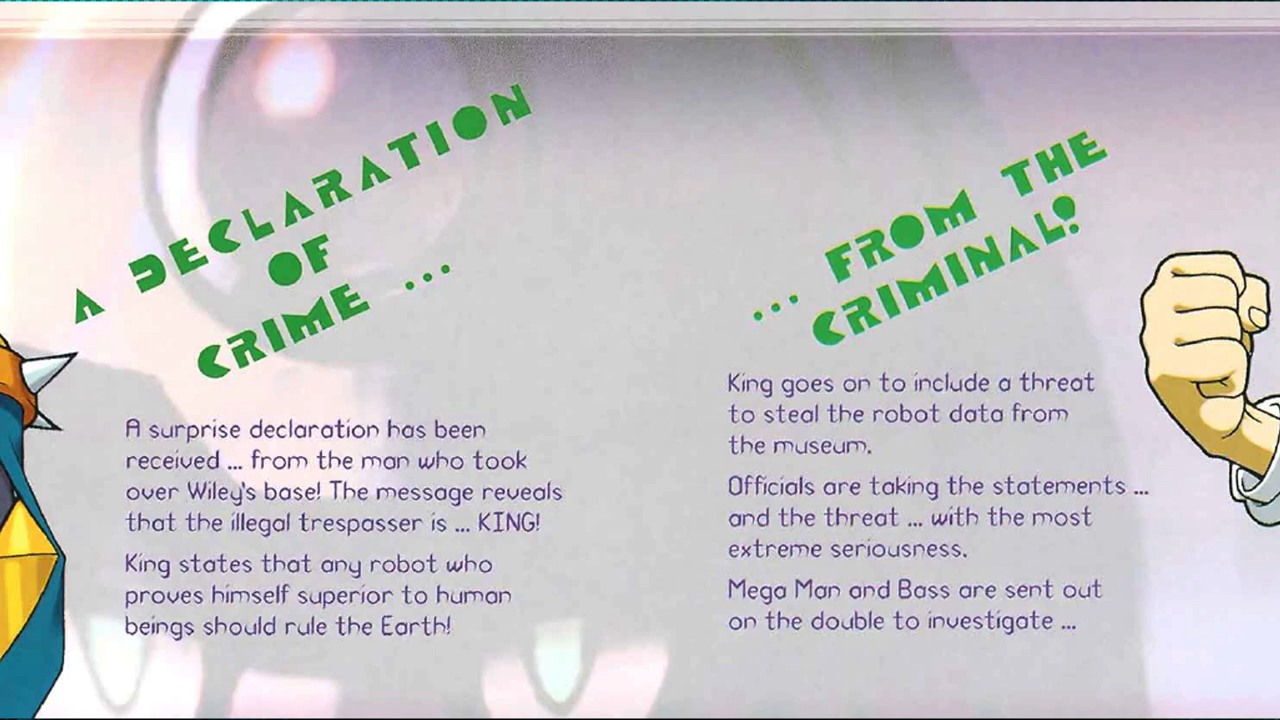 A DECLARATION
OF
CRIME ...
A surprise declaration has been
received ... from the man who took
over Wiley's base! The message reveals
that the illegal trespasser is ... KING!
King states that any robot who
proves himself superior to human
beings should rule the Earth!
... FROM THE
CRIMINAL!
King goes on to include a threat
to steal the robot data from
the museum.
Officials are taking the statements ...
and the threat ... with the most
extreme seriousness.
Mega Man and Bass are sent out
on the double to investigate ...